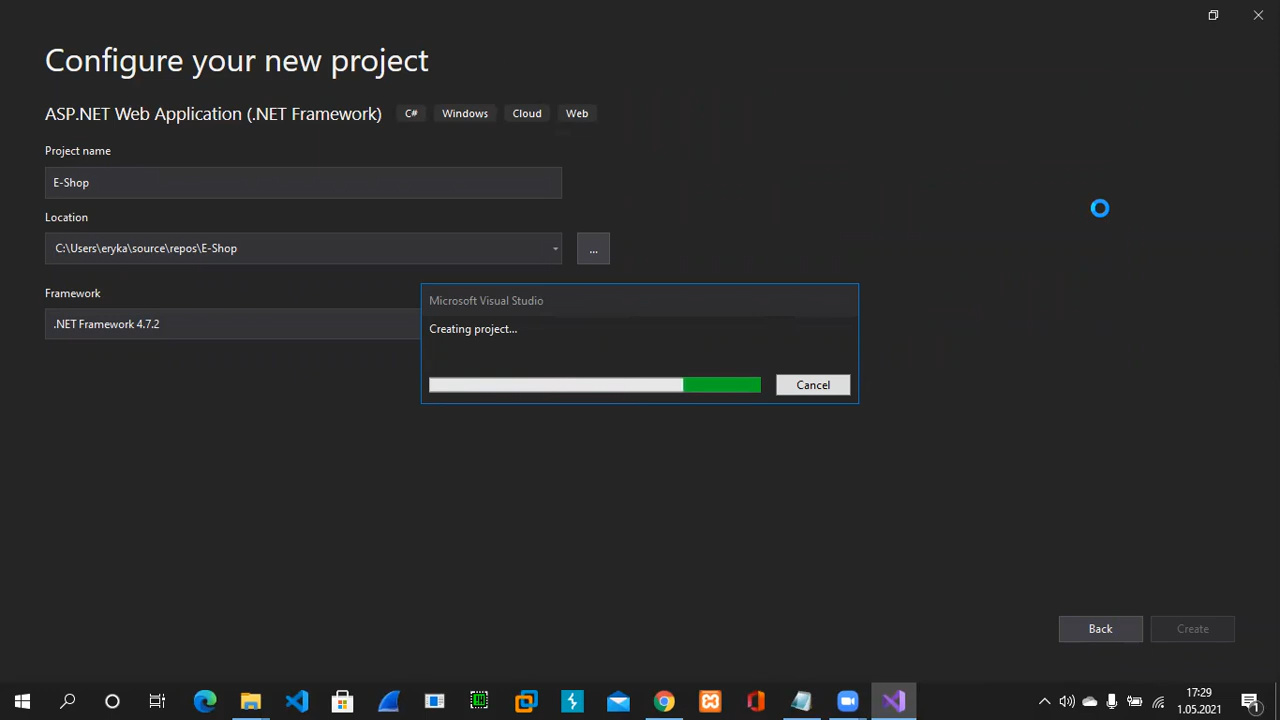 Configure your new project
ASP.NET Web Application (.NET Framework) C# Windows Cloud Web
Project name
E-Shop
Location
C:\Users\eryka\source\repos\E-Shop
...
Framework
.NET Framework 4.7.2
Microsoft Visual Studio
Creating project...
Cancel
Back
Create
17:29
1.05.2021
1